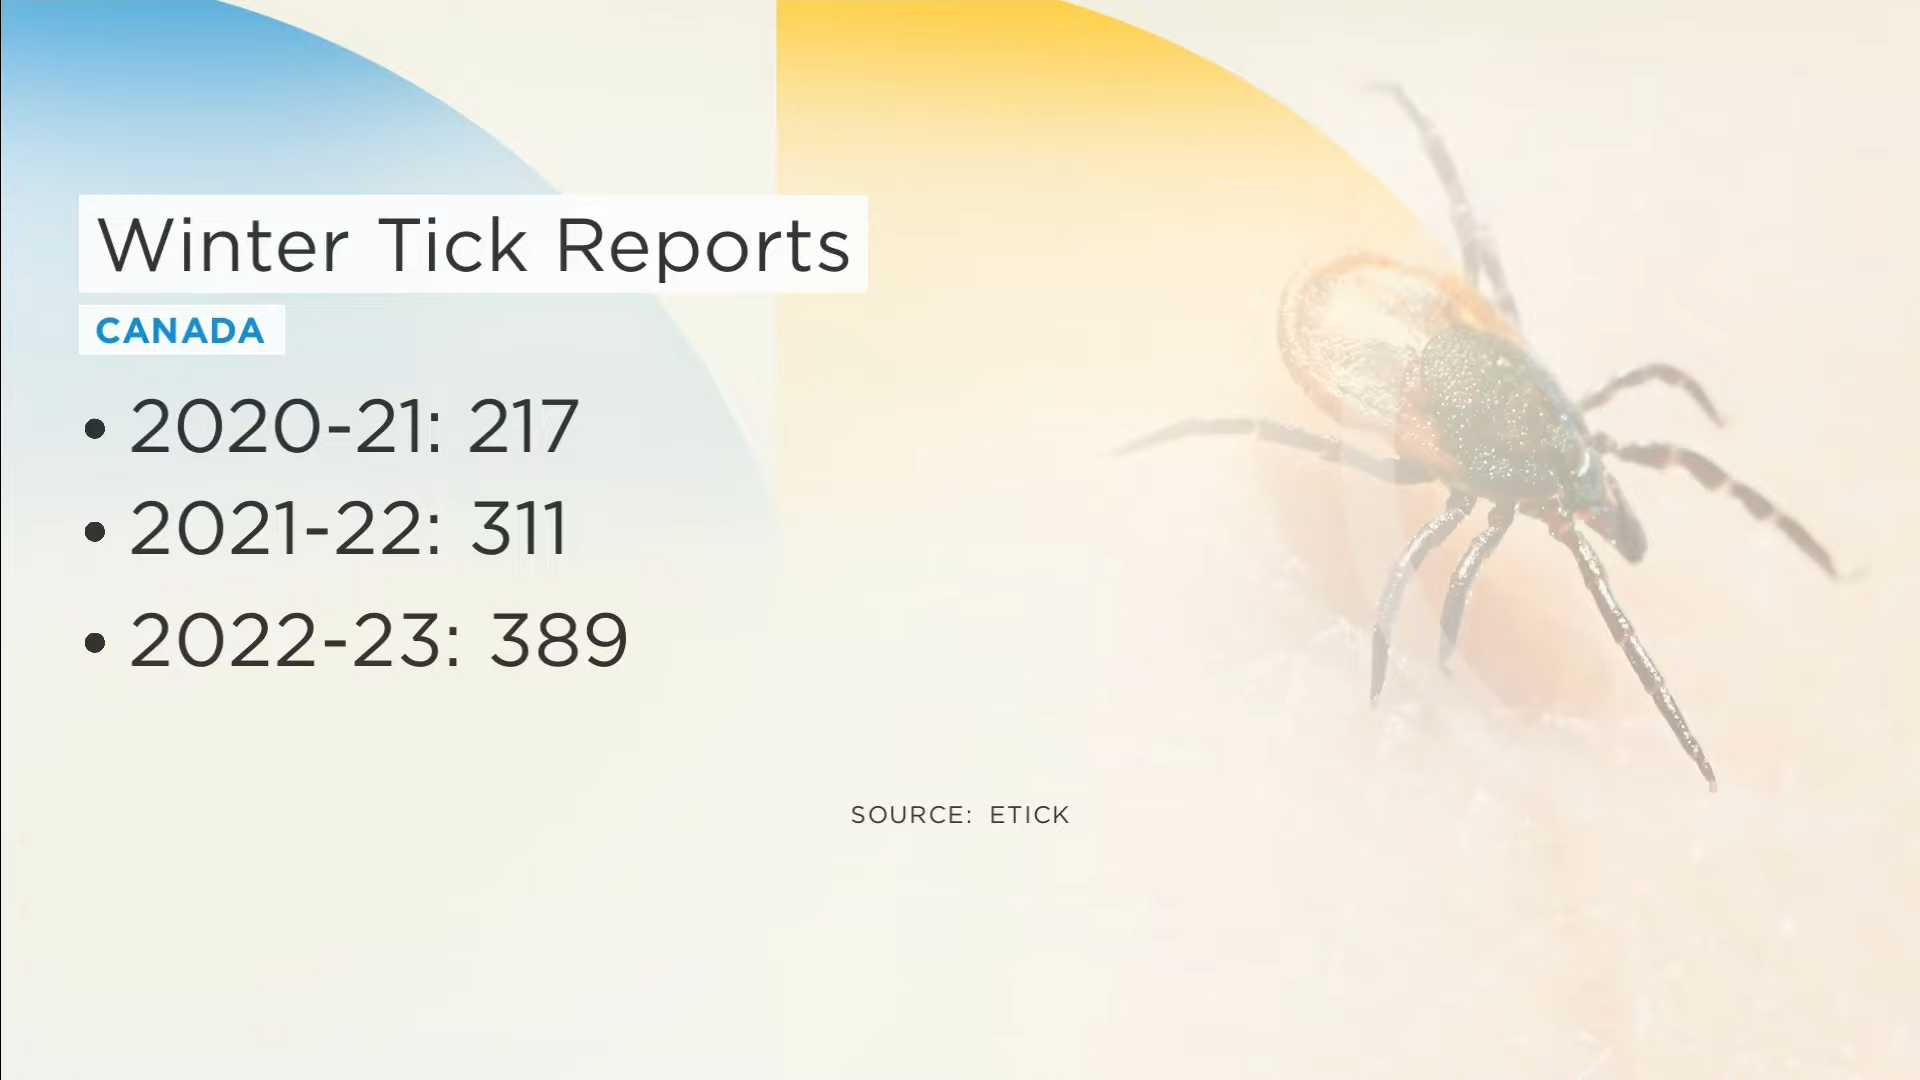 Winter Tick Reports
CANADA
• 2020-21: 217
• 2021-22: 311
• 2022-23: 389
SOURCE: ETICK